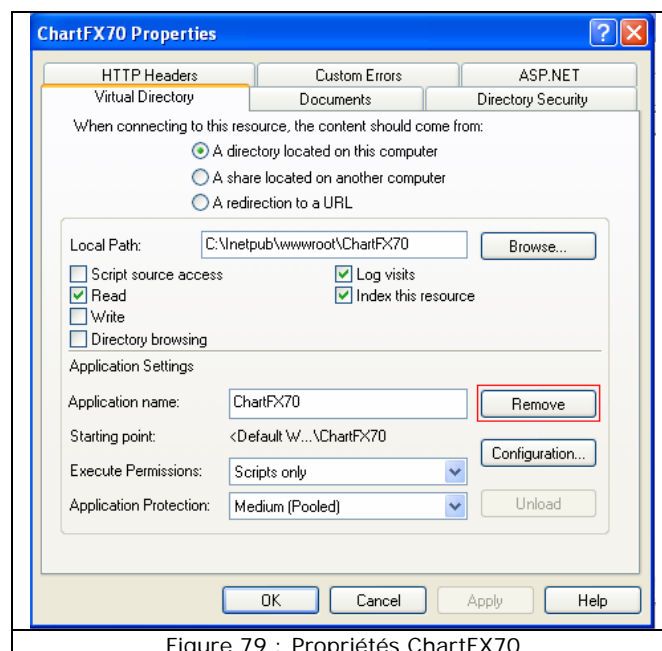 ChartFX70 Properties
HTTP Headers Custom Errors ASP.NET
Virtual Directory Documents Directory Security
When connecting to this resource, the content should come from:
A directory located on this computer
A share located on another computer
A redirection to a URL
Local Path: C:\Inetpub\wwwroot\ChartFX70 Browse...
Script source access Log visits
Read Index this resource
Write
Directory browsing
Application Settings
Application name: ChartFX70 Remove
Starting point: <Default W...\ChartFX70
Configuration...
Execute Permissions: Scripts only
Application Protection: Medium (Pooled) Unload
OK Cancel Apply Help
Figure 79 : Propriétés ChartFX70